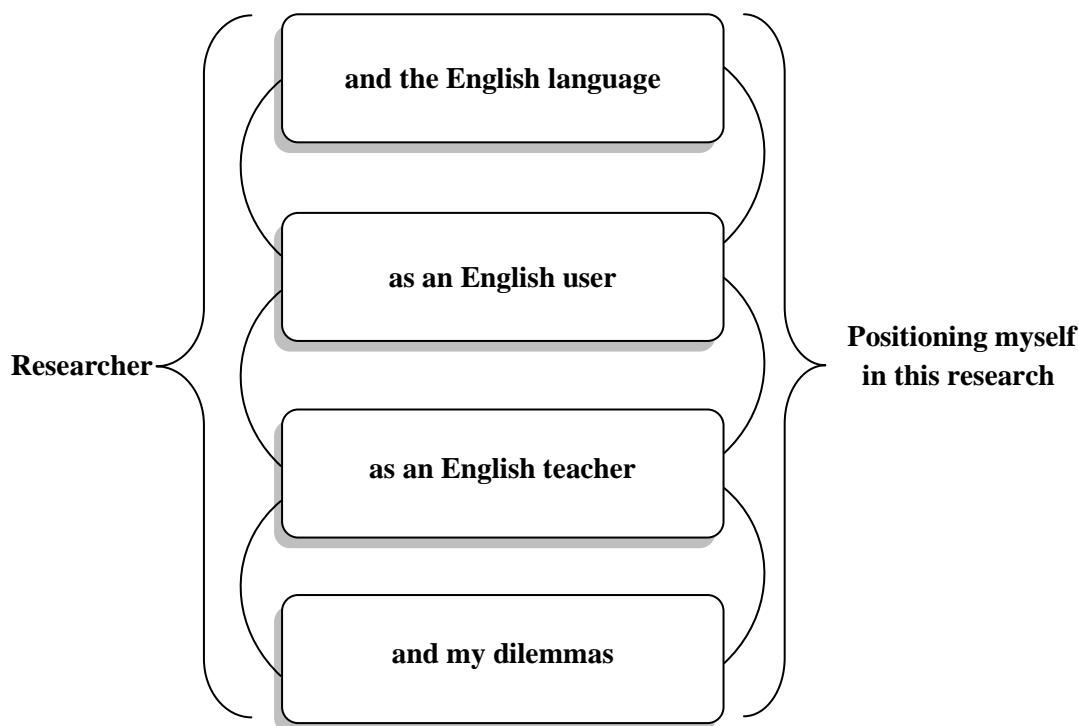 and the English language
as an English user
Researcher
Positioning myself
in this research
as an English teacher
and my dilemmas